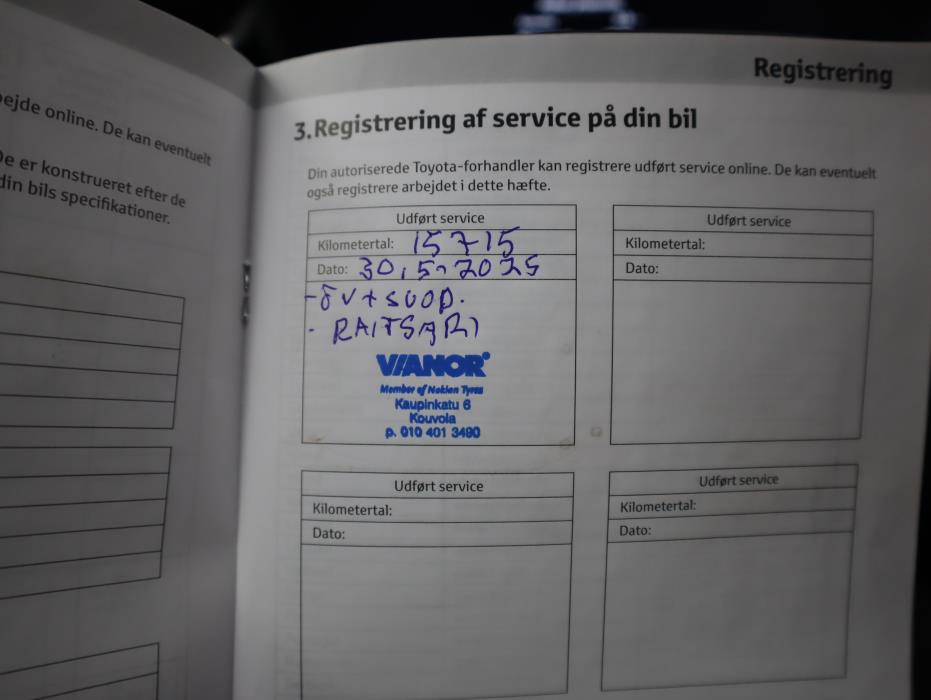 ejde online. De kan eventuelt
De er konstrueret efter de
din bils specifikationer.
Registrering
3. Registrering af service på din bil
Din autoriserede Toyota-forhandler kan registrere udført service online. De kan eventuelt
også registrere arbejdet i dette hæfte.
Udført service
Kilometertal: 15715
Dato: 30.5-2025
- öv + suod.
VIANOR
Member of Nokian Tyres
Kaupinkatu 6
Kouvola
p. 010 401 3490
Udført service
Kilometertal:
Dato:
Udført service
Kilometertal:
Dato:
Udført service
Kilometertal:
Dato: